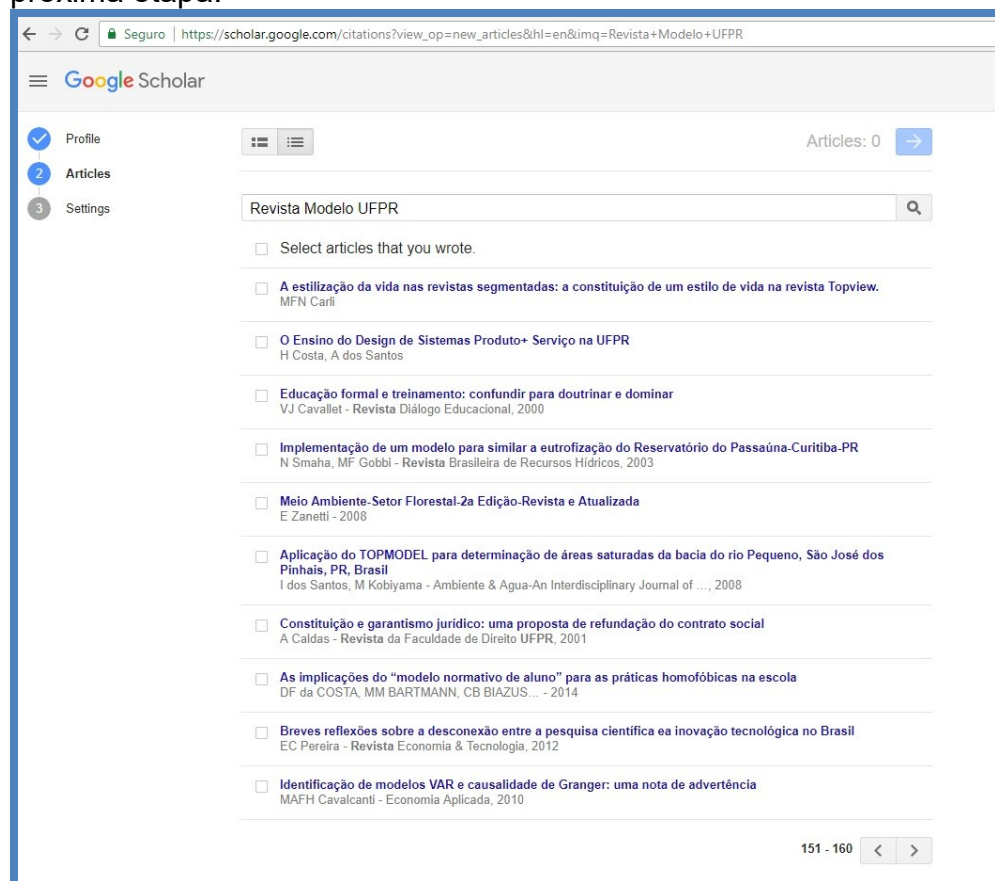 próxima etapa.
Seguro | https://scholar.google.com/citations?view_op=new_articles&hl=en&imq=Revista+Modelo+UFPR
Google Scholar
Profile
2 Articles
3 Settings
Articles: 0
Revista Modelo UFPR
Select articles that you wrote.
A estilização da vida nas revistas segmentadas: a constituição de um estilo de vida na revista Topview.
MFN Carli
O Ensino do Design de Sistemas Produto+ Serviço na UFPR
H Costa, A dos Santos
Educação formal e treinamento: confundir para doutrinar e dominar
VJ Cavallet - Revista Diálogo Educacional, 2000
Implementação de um modelo para similar a eutrofização do Reservatório do Passaúna-Curitiba-PR
N Smaha, MF Gobbi - Revista Brasileira de Recursos Hídricos, 2003
Meio Ambiente-Setor Florestal-2a Edição-Revista e Atualizada
E Zanetti - 2008
Aplicação do TOPMODEL para determinação de áreas saturadas da bacia do rio Pequeno, São José dos
Pinhais, PR, Brasil
I dos Santos, M Kobiyama - Ambiente & Agua-An Interdisciplinary Journal of ..., 2008
Constituição e garantismo jurídico: uma proposta de refundação do contrato social
A Caldas - Revista da Faculdade de Direito UFPR, 2001
As implicações do “modelo normativo de aluno” para as práticas homofóbicas na escola
DF da COSTA, MM BARTMANN, CB BIAZUS... - 2014
Breves reflexões sobre a desconexão entre a pesquisa científica ea inovação tecnológica no Brasil
EC Pereira - Revista Economia & Tecnologia, 2012
Identificação de modelos VAR e causalidade de Granger: uma nota de advertência
MAFH Cavalcanti - Economia Aplicada, 2010
151 - 160